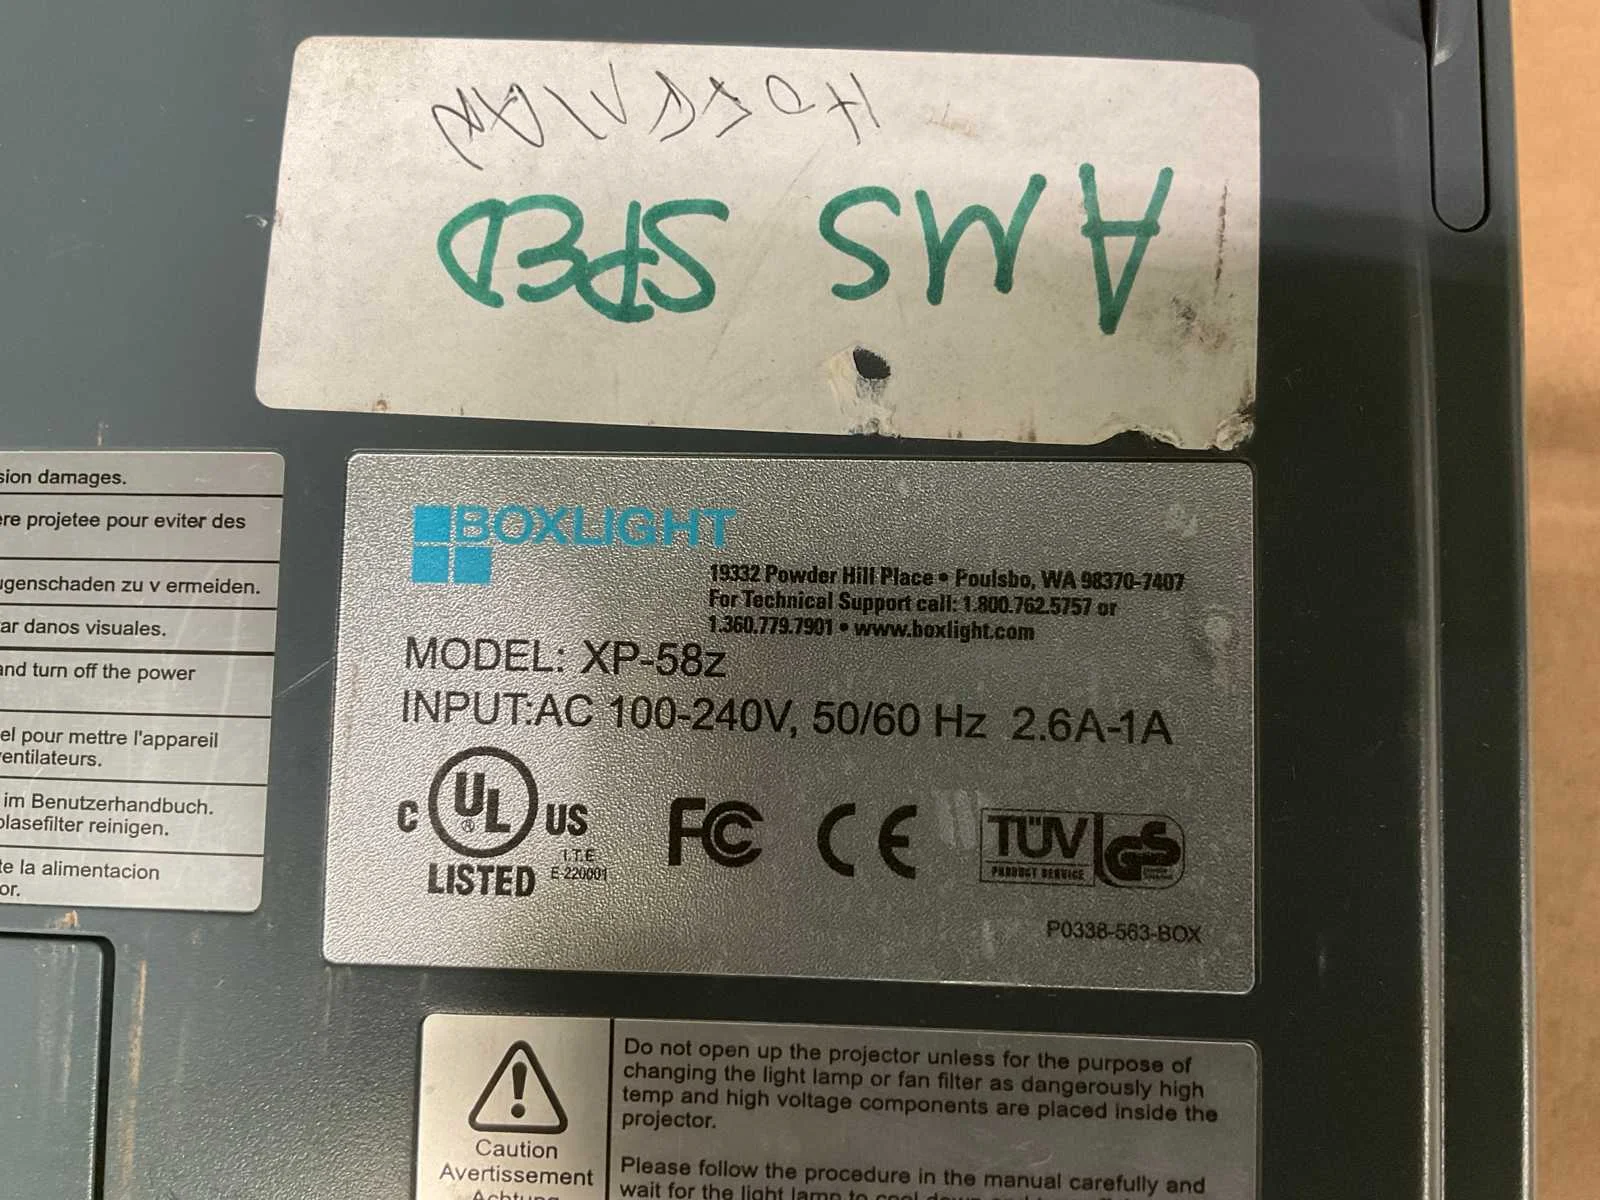 AMS SPED
sion damages.
ere projetee pour eviter des
ugenschaden zu v ermeiden.
ar danos visuales.
and turn off the power
el pour mettre l'appareil
entilateurs.
im Benutzerhandbuch.
blasefilter reinigen.
te la alimentacion
or.
BOXLIGHT
19332 Powder Hill Place • Poulsbo, WA 98370-7407
For Technical Support call: 1.800.762.5757 or
1.360.779.7901 • www.boxlight.com
MODEL: XP-58z
INPUT:AC 100-240V, 50/60 Hz 2.6A-1A
C UL US
LISTED
I.T.E.
E-220001
FC CE
TÜV GS
PRODUCT SERVICE
P0338-563-BOX
Caution
Avertissement
Achtung
Do not open up the projector unless for the purpose of
changing the light lamp or fan filter as dangerously high
temp and high voltage components are placed inside the
projector.
Please follow the procedure in the manual carefully and
wait for the light lamp to cool down